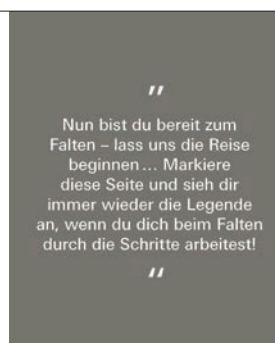 "
Nun bist du bereit zum
Falten – lass uns die Reise
beginnen… Markiere
diese Seite und sieh dir
immer wieder die Legende
an, wenn du dich beim Falten
durch die Schritte arbeitest!
"